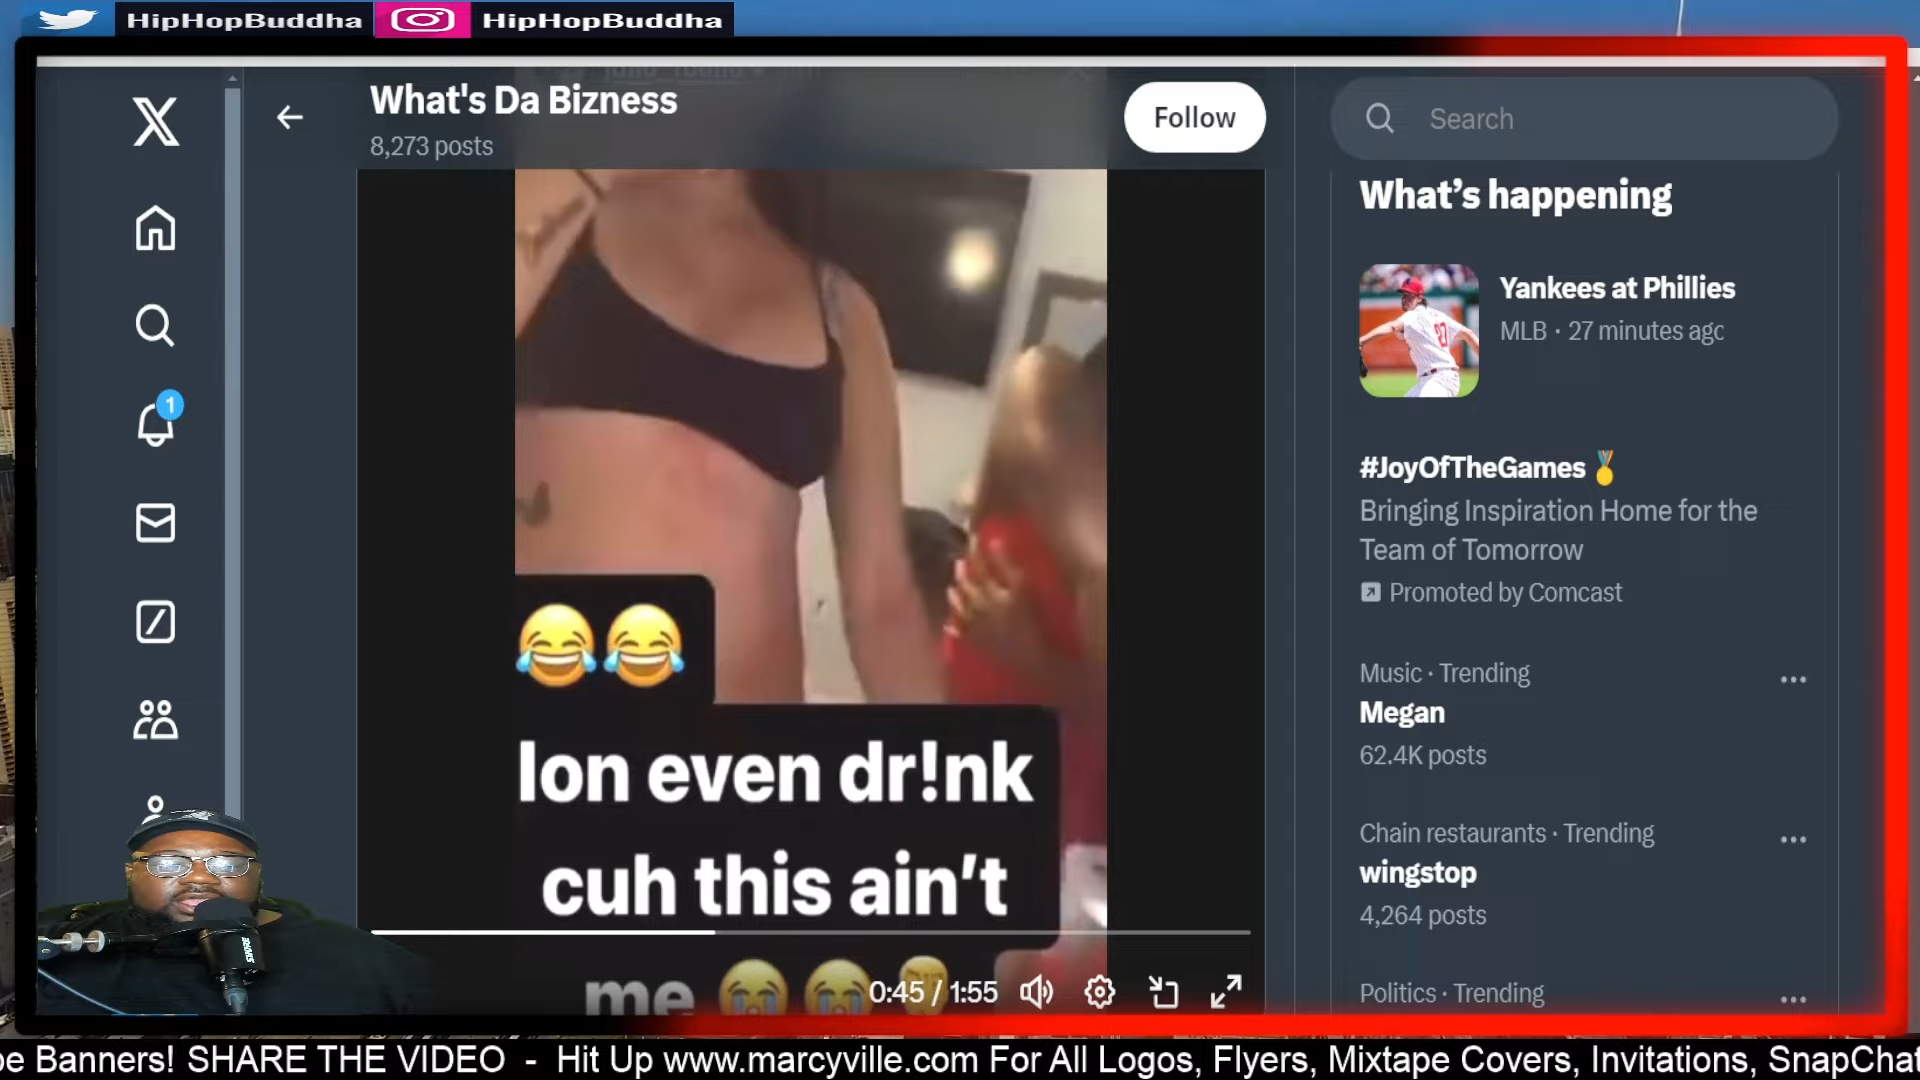 HipHopBuddha
HipHopBuddha
What's Da Bizness
8,273 posts
Follow
Search
What's happening
Yankees at Phillies
MLB · 27 minutes ago
1
#JoyOfTheGames🏅
Bringing Inspiration Home for the
Team of Tomorrow
Promoted by Comcast
Music · Trending
Megan
62.4K posts
Chain restaurants · Trending
wingstop
4,264 posts
Politics · Trending
😂😂
Ion even dr!nk
cuh this ain't
me 😭😭
0:45 / 1:55
Banners! SHARE THE VIDEO - Hit Up www.marcyville.com For All Logos, Flyers, Mixtape Covers, Invitations, SnapChat